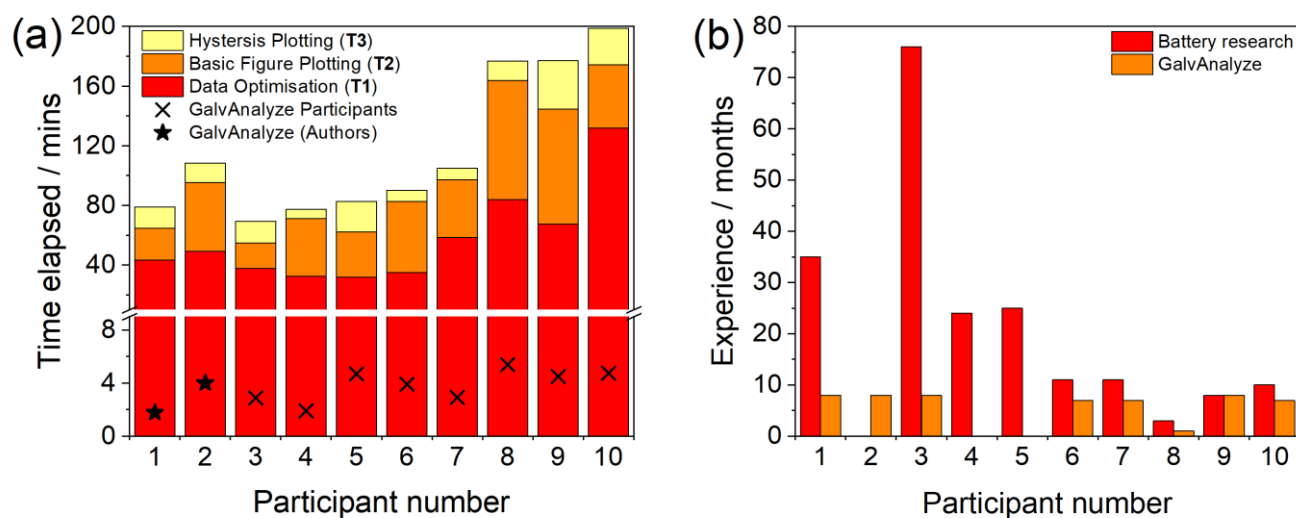 (a)
Hystersis Plotting (T3)
Basic Figure Plotting (T2)
Data Optimisation (T1)
GalvAnalyze Participants
GalvAnalyze (Authors)
Time elapsed / mins
200
160
120
80
40
8
4
0
1 2 3 4 5 6 7 8 9 10
Participant number
(b)
Battery research
GalvAnalyze
Experience / months
80
70
60
50
40
30
20
10
0
1 2 3 4 5 6 7 8 9 10
Participant number